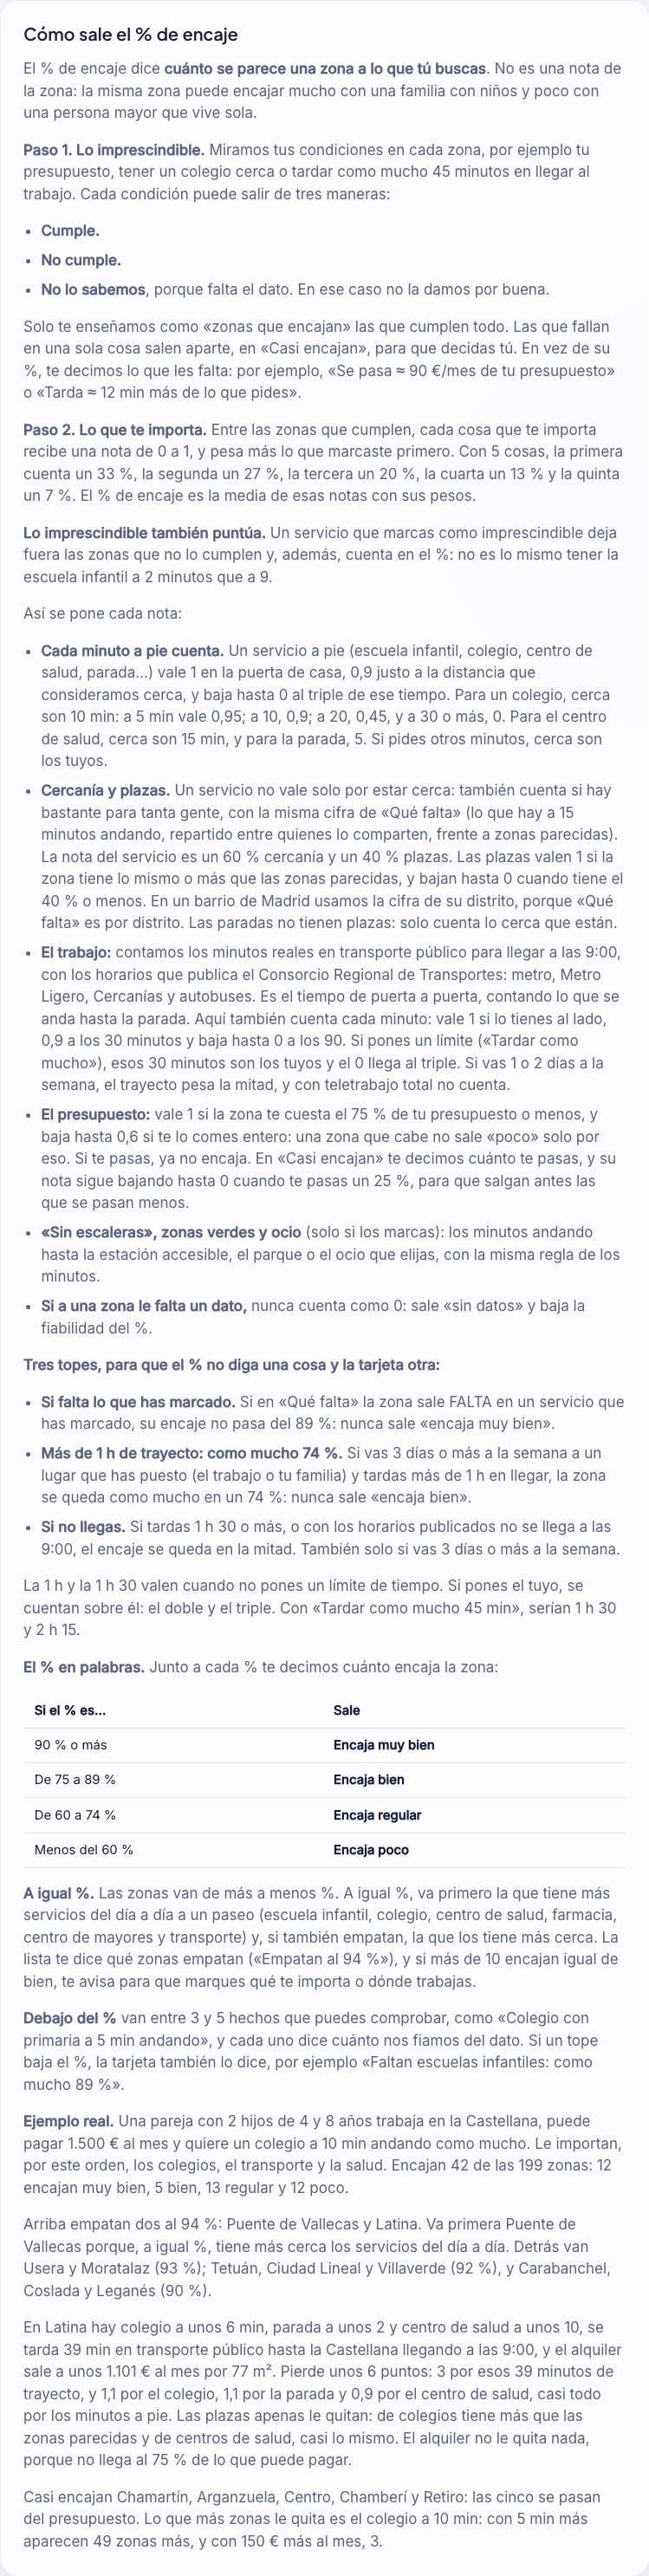 Cómo sale el % de encaje
El % de encaje dice cuánto se parece una zona a lo que tú buscas. No es una nota de
la zona: la misma zona puede encajar mucho con una familia con niños y poco con
una persona mayor que vive sola.
Paso 1. Lo imprescindible. Miramos tus condiciones en cada zona, por ejemplo tu
presupuesto, tener un colegio cerca o tardar como mucho 45 minutos en llegar al
trabajo. Cada condición puede salir de tres maneras:
• Cumple.
• No cumple.
• No lo sabemos, porque falta el dato. En ese caso no la damos por buena.
Solo te enseñamos como «zonas que encajan» las que cumplen todo. Las que fallan
en una sola cosa salen aparte, en «Casi encajan», para que decidas tú. En vez de su
%, te decimos lo que les falta: por ejemplo, «Se pasa ≈ 90 €/mes de tu presupuesto»
o «Tarda ≈ 12 min más de lo que pides».
Paso 2. Lo que te importa. Entre las zonas que cumplen, cada cosa que te importa
recibe una nota de 0 a 1, y pesa más lo que marcaste primero. Con 5 cosas, la primera
cuenta un 33 %, la segunda un 27 %, la tercera un 20 %, la cuarta un 13 % y la quinta
un 7 %. El % de encaje es la media de esas notas con sus pesos.
Lo imprescindible también puntúa. Un servicio que marcas como imprescindible deja
fuera las zonas que no lo cumplen y, además, cuenta en el %: no es lo mismo tener la
escuela infantil a 2 minutos que a 9.
Así se pone cada nota:
• Cada minuto a pie cuenta. Un servicio a pie (escuela infantil, colegio, centro de
salud, parada...) vale 1 en la puerta de casa, 0,9 justo a la distancia que
consideramos cerca, y baja hasta 0 al triple de ese tiempo. Para un colegio, cerca
son 10 min: a 5 min vale 0,95; a 10, 0,9; a 20, 0,45, y a 30 o más, 0. Para el centro
de salud, cerca son 15 min, y para la parada, 5. Si pides otros minutos, cerca son
los tuyos.
• Cercanía y plazas. Un servicio no vale solo por estar cerca: también cuenta si hay
bastante para tanta gente, con la misma cifra de «Qué falta» (lo que hay a 15
minutos andando, repartido entre quienes lo comparten, frente a zonas parecidas).
La nota del servicio es un 60 % cercanía y un 40 % plazas. Las plazas valen 1 si la
zona tiene lo mismo o más que las zonas parecidas, y bajan hasta 0 cuando tiene el
40 % o menos. En un barrio de Madrid usamos la cifra de su distrito, porque «Qué
falta» es por distrito. Las paradas no tienen plazas: solo cuenta lo cerca que están.
• El trabajo: contamos los minutos reales en transporte público para llegar a las 9:00,
con los horarios que publica el Consorcio Regional de Transportes: metro, Metro
Ligero, Cercanías y autobuses. Es el tiempo de puerta a puerta, contando lo que se
anda hasta la parada. Aquí también cuenta cada minuto: vale 1 si lo tienes al lado,
0,9 a los 30 minutos y baja hasta 0 a los 90. Si pones un límite («Tardar como
mucho»), esos 30 minutos son los tuyos y el 0 llega al triple. Si vas 1 o 2 días a la
semana, el trayecto pesa la mitad, y con teletrabajo total no cuenta.
• El presupuesto: vale 1 si la zona te cuesta el 75 % de tu presupuesto o menos, y
baja hasta 0,6 si te lo comes entero: una zona que cabe no sale «poco» solo por
eso. Si te pasas, ya no encaja. En «Casi encajan» te decimos cuánto te pasas, y su
nota sigue bajando hasta 0 cuando te pasas un 25 %, para que salgan antes las
que se pasan menos.
• «Sin escaleras», zonas verdes y ocio (solo si los marcas): los minutos andando
hasta la estación accesible, el parque o el ocio que elijas, con la misma regla de los
minutos.
• Si a una zona le falta un dato, nunca cuenta como 0: sale «sin datos» y baja la
fiabilidad del %.
Tres topes, para que el % no diga una cosa y la tarjeta otra:
• Si falta lo que has marcado. Si en «Qué falta» la zona sale FALTA en un servicio que
has marcado, su encaje no pasa del 89 %: nunca sale «encaja muy bien».
• Más de 1 h de trayecto: como mucho 74 %. Si vas 3 días o más a la semana a un
lugar que has puesto (el trabajo o tu familia) y tardas más de 1 h en llegar, la zona
se queda como mucho en un 74 %: nunca sale «encaja bien».
• Si no llegas. Si tardas 1 h 30 o más, o con los horarios publicados no se llega a las
9:00, el encaje se queda en la mitad. También solo si vas 3 días o más a la semana.
La 1 h y la 1 h 30 valen cuando no pones un límite de tiempo. Si pones el tuyo, se
cuentan sobre él: el doble y el triple. Con «Tardar como mucho 45 min», serían 1 h 30
y 2 h 15.
El % en palabras. Junto a cada % te decimos cuánto encaja la zona:
Si el % es... Sale
90 % o más Encaja muy bien
De 75 a 89 % Encaja bien
De 60 a 74 % Encaja regular
Menos del 60 % Encaja poco
A igual %. Las zonas van de más a menos %. A igual %, va primero la que tiene más
servicios del día a día a un paseo (escuela infantil, colegio, centro de salud, farmacia,
centro de mayores y transporte) y, si también empatan, la que los tiene más cerca. La
lista te dice qué zonas empatan («Empatan al 94 %»), y si más de 10 encajan igual de
bien, te avisa para que marques qué te importa o dónde trabajas.
Debajo del % van entre 3 y 5 hechos que puedes comprobar, como «Colegio con
primaria a 5 min andando», y cada uno dice cuánto nos fiamos del dato. Si un tope
baja el %, la tarjeta también lo dice, por ejemplo «Faltan escuelas infantiles: como
mucho 89 %».
Ejemplo real. Una pareja con 2 hijos de 4 y 8 años trabaja en la Castellana, puede
pagar 1.500 € al mes y quiere un colegio a 10 min andando como mucho. Le importan,
por este orden, los colegios, el transporte y la salud. Encajan 42 de las 199 zonas: 12
encajan muy bien, 5 bien, 13 regular y 12 poco.
Arriba empatan dos al 94 %: Puente de Vallecas y Latina. Va primera Puente de
Vallecas porque, a igual %, tiene más cerca los servicios del día a día. Detrás van
Usera y Moratalaz (93 %); Tetuán, Ciudad Lineal y Villaverde (92 %), y Carabanchel,
Coslada y Leganés (90 %).
En Latina hay colegio a unos 6 min, parada a unos 2 y centro de salud a unos 10, se
tarda 39 min en transporte público hasta la Castellana llegando a las 9:00, y el alquiler
sale a unos 1.101 € al mes por 77 m². Pierde unos 6 puntos: 3 por esos 39 minutos de
trayecto, y 1,1 por el colegio, 1,1 por la parada y 0,9 por el centro de salud, casi todo
por los minutos a pie. Las plazas apenas le quitan: de colegios tiene más que las
zonas parecidas y de centros de salud, casi lo mismo. El alquiler no le quita nada,
porque no llega al 75 % de lo que puede pagar.
Casi encajan Chamartín, Arganzuela, Centro, Chamberí y Retiro: las cinco se pasan
del presupuesto. Lo que más zonas le quita es el colegio a 10 min: con 5 min más
aparecen 49 zonas más, y con 150 € más al mes, 3.